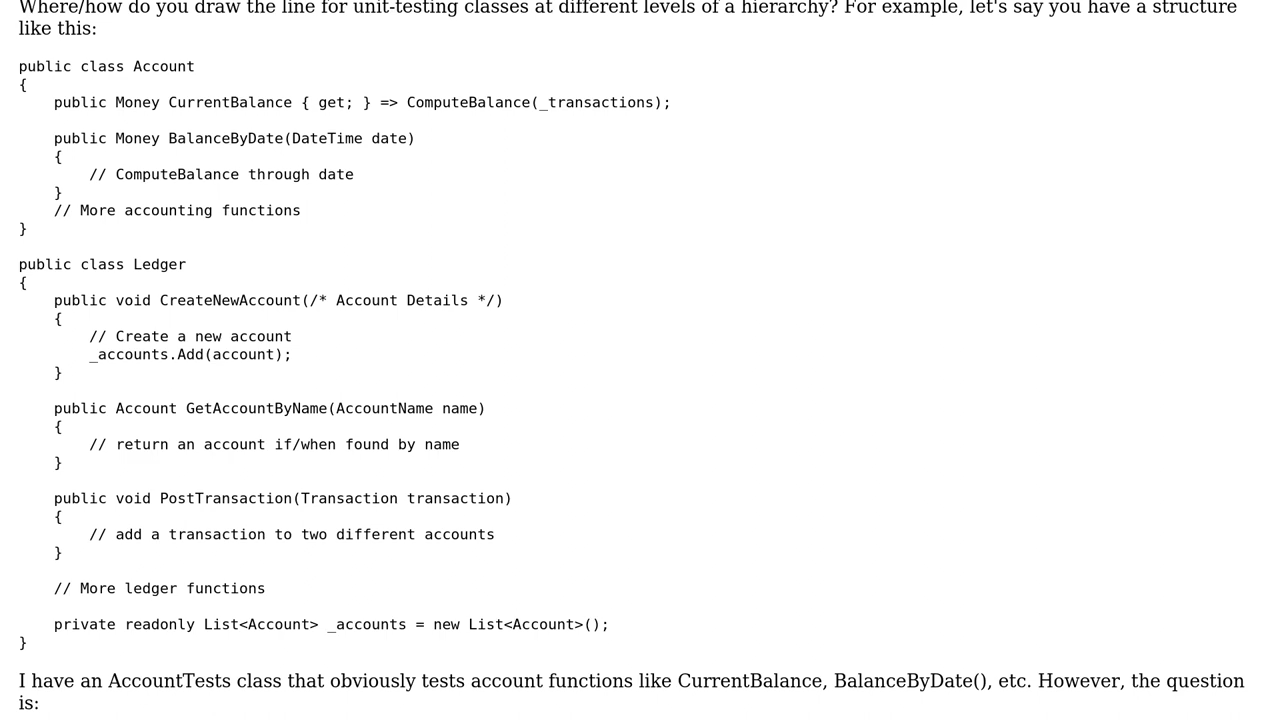 Where/how do you draw the line for unit-testing classes at different levels of a hierarchy? For example, let's say you have a structure
like this:
public class Account
{
    public Money CurrentBalance { get; } => ComputeBalance(_transactions);
    public Money BalanceByDate(DateTime date)
    {
        // ComputeBalance through date
    }
    // More accounting functions
}
public class Ledger
{
    public void CreateNewAccount(/* Account Details */)
    {
        // Create a new account
        _accounts.Add(account);
    }
    public Account GetAccountByName(AccountName name)
    {
        // return an account if/when found by name
    }
    public void PostTransaction(Transaction transaction)
    {
        // add a transaction to two different accounts
    }
    // More ledger functions
    private readonly List<Account> _accounts = new List<Account>();
}
I have an AccountTests class that obviously tests account functions like CurrentBalance, BalanceByDate(), etc. However, the question
is: